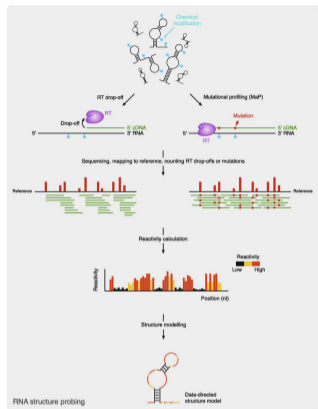 Chemical
modification
RT drop-off
Mutational profiling (MaP)
RT
Drop-off
5' cDNA
5'
3' RNA
Mutation
5' cDNA
5'
3' RNA
RT
Sequencing, mapping to reference, counting RT drop-offs or mutations
Reference
Reference
Reactivity calculation
Reactivity
Low
High
Reactivity
Position (nt)
Structure modelling
Data-directed
structure model
RNA structure probing